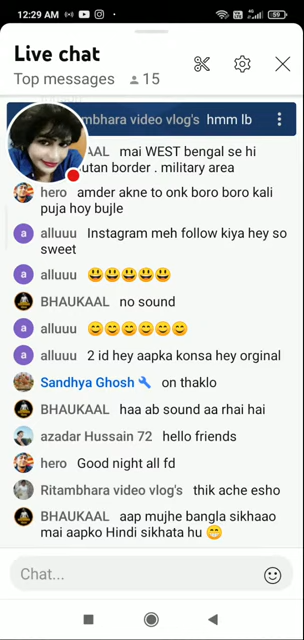 12:29 AM
59
Live chat
Top messages 15
mbhara video vlog's hmm lb
AAL mai WEST bengal se hi
utan border . military area
hero amder akne to onk boro boro kali
puja hoy bujle
alluuu Instagram meh follow kiya hey so
sweet
alluuu 😃😃😃😃😃
BHAUKAAL no sound
alluuu 😊😊😊😊😊😊
alluuu 2 id hey aapka konsa hey orginal
Sandhya Ghosh on thaklo
BHAUKAAL haa ab sound aa rhai hai
azadar Hussain 72 hello friends
hero Good night all fd
Ritambhara video vlog's thik ache esho
BHAUKAAL aap mujhe bangla sikhaao
mai aapko Hindi sikhata hu 😁
Chat...